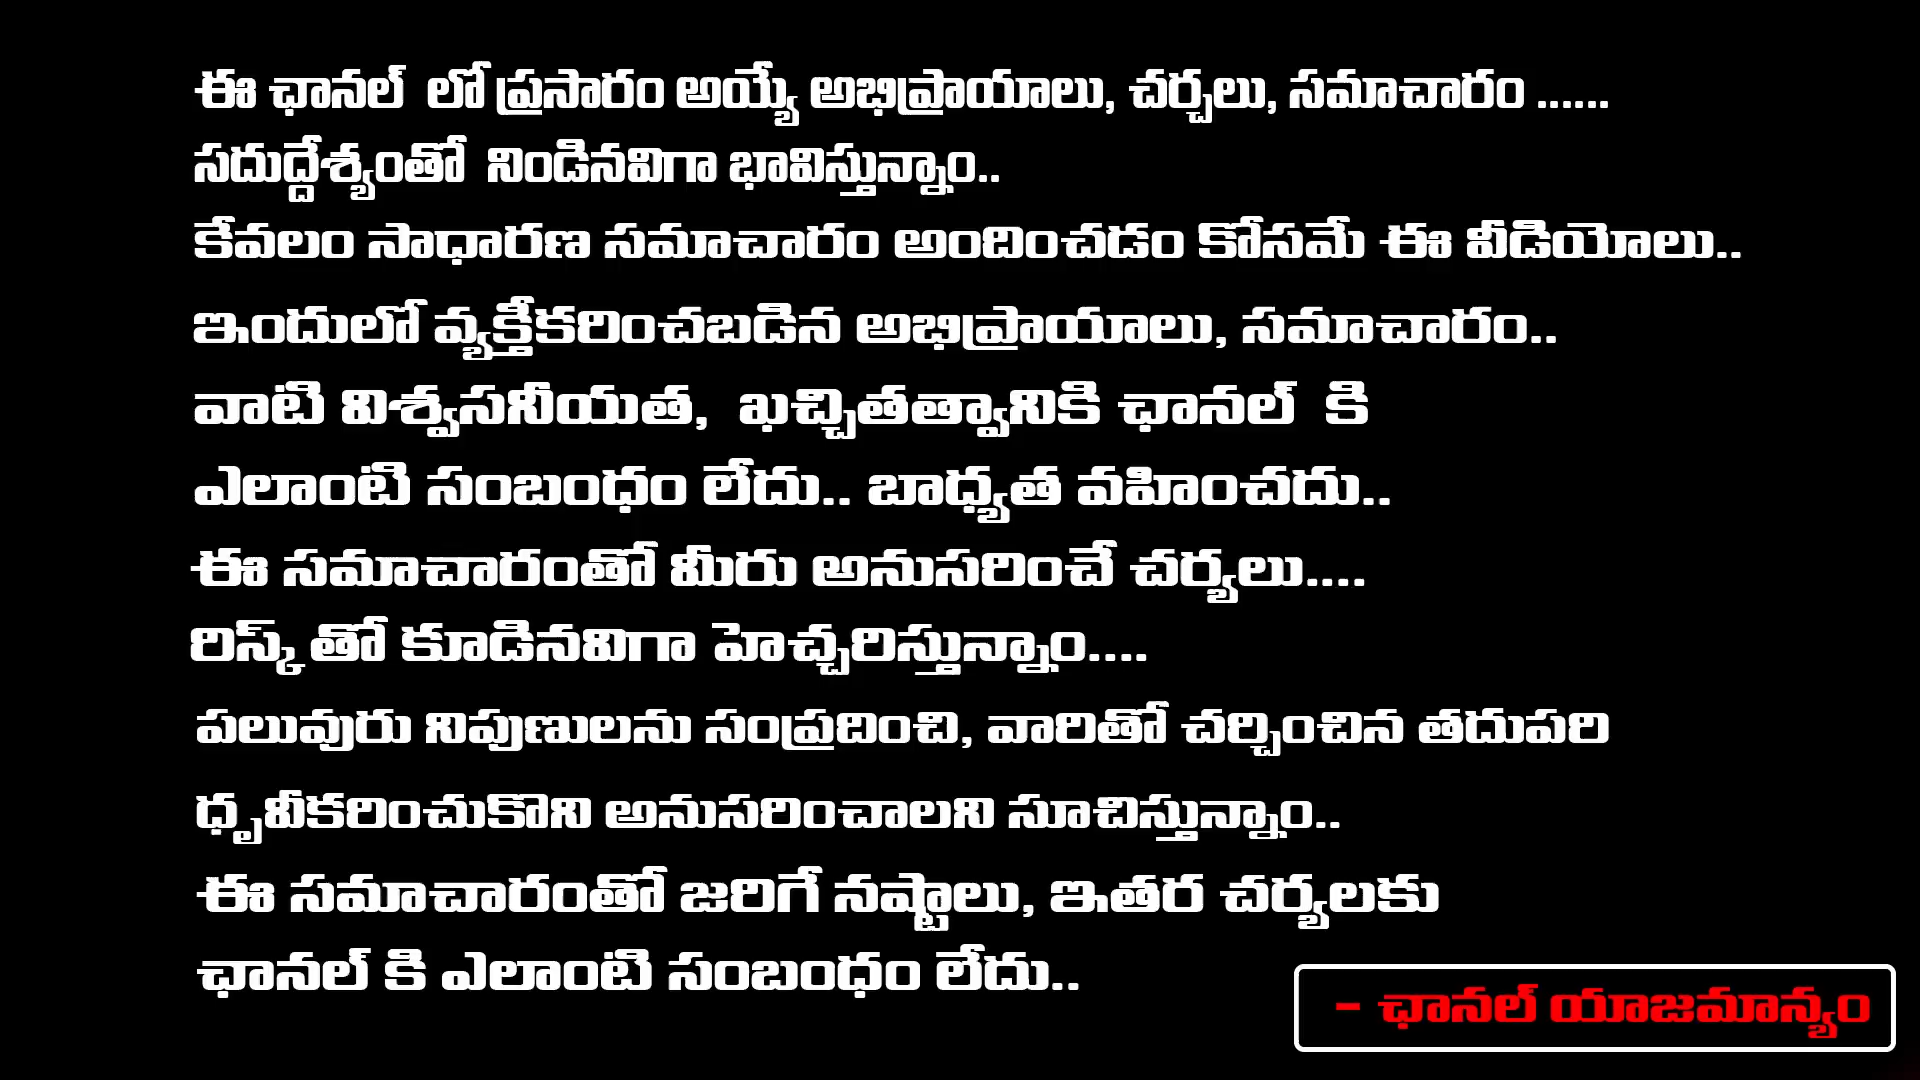 ఈ ఛానల్ లో ప్రసారం అయ్యే అభిప్రాయాలు, చర్చలు, సమాచారం ......
సదుద్దేశ్యంతో నిండినవిగా భావిస్తున్నాం..
కేవలం సాధారణ సమాచారం అందించడం కోసమే ఈ వీడియోలు..
ఇందులో వ్యక్తీకరించబడిన అభిప్రాయాలు, సమాచారం..
వాటి విశ్వసనీయత, ఖచ్చితత్వానికి ఛానల్ కి
ఎలాంటి సంబంధం లేదు.. బాధ్యత వహించదు..
ఈ సమాచారంతో మీరు అనుసరించే చర్యలు....
రిస్క్ తో కూడినవిగా హెచ్చరిస్తున్నాం....
పలువురు నిపుణులను సంప్రదించి, వారితో చర్చించిన తదుపరి
ధృవీకరించుకొని అనుసరించాలని సూచిస్తున్నాం..
ఈ సమాచారంతో జరిగే నష్టాలు, ఇతర చర్యలకు
ఛానల్ కి ఎలాంటి సంబంధం లేదు..
- ఛానల్ యాజమాన్యం